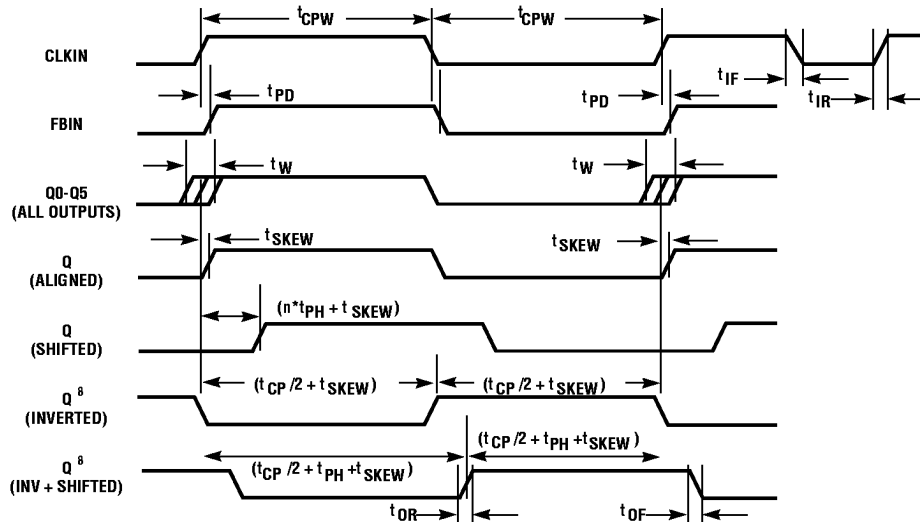 tCPW tCPW
CLKIN
tPD tPD tIF tIR
FBIN
tW tW
Q0-Q5
(ALL OUTPUTS)
tSKEW tSKEW
Q
(ALIGNED)
(n*tPH + tSKEW)
Q
(SHIFTED)
(tCP/2 + tSKEW) (tCP/2 + tSKEW)
Q 8
(INVERTED)
(tCP/2 + tPH +tSKEW)
(tCP/2 + tPH +tSKEW)
Q 8
(INV + SHIFTED)
tOR tOF